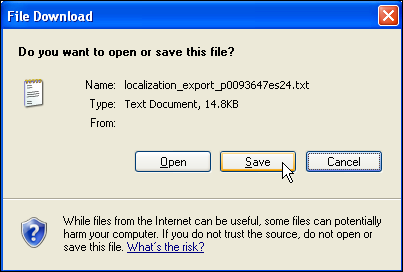 File Download
Do you want to open or save this file?
Name: localization_export_p0093647es24.txt
Type: Text Document, 14.8KB
From:
Open Save Cancel
While files from the Internet can be useful, some files can potentially
harm your computer. If you do not trust the source, do not open or
save this file. What's the risk?